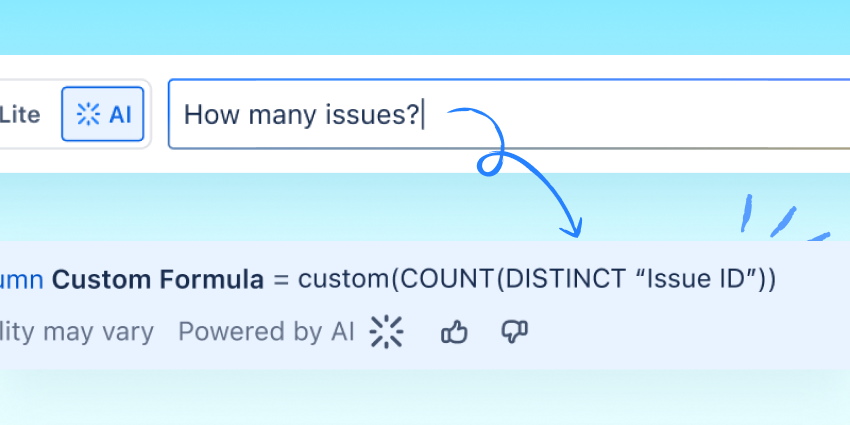 Lite AI How many issues?
umn Custom Formula = custom(COUNT(DISTINCT “Issue ID”))
lity may vary Powered by AI